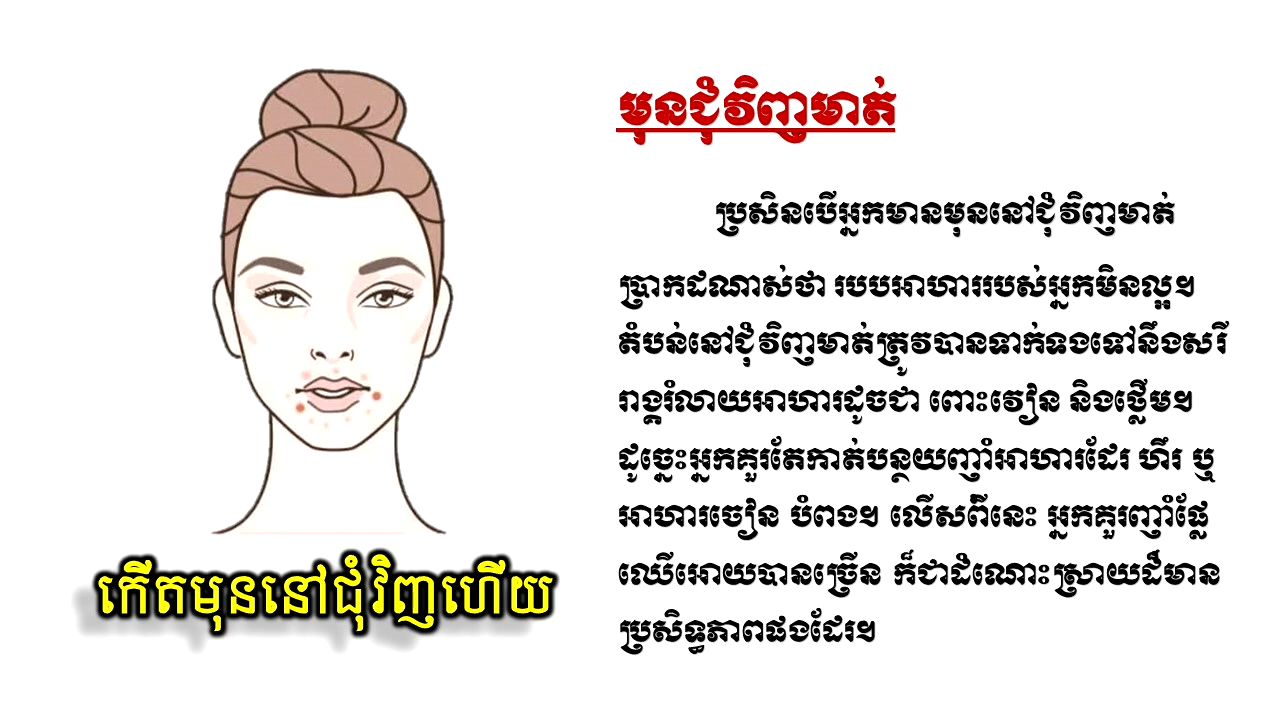 មុនជុំវិញមាត់
ប្រសិនបើអ្នកមានមុននៅជុំវិញមាត់
ប្រាកដណាស់ថា របបអាហាររបស់អ្នកមិនល្អ។
តំបន់នៅជុំវិញមាត់ត្រូវបានទាក់ទងទៅនឹងសរី
រាង្គរំលាយអាហារដូចជា ពោះវៀន និងថ្លើម។
ដូច្នេះអ្នកគួរតែកាត់បន្ថយញ៉ាំអាហារដែរ ហឹរ ឬ
អាហារចៀន បំពង។ លើសពីនេះ អ្នកគួរញ៉ាំផ្លែ
ឈើអោយបានច្រើន ក៏ជាដំណោះស្រាយដ៏មាន
ប្រសិទ្ធភាពផងដែរ។
កើតមុននៅជុំវិញហើយ